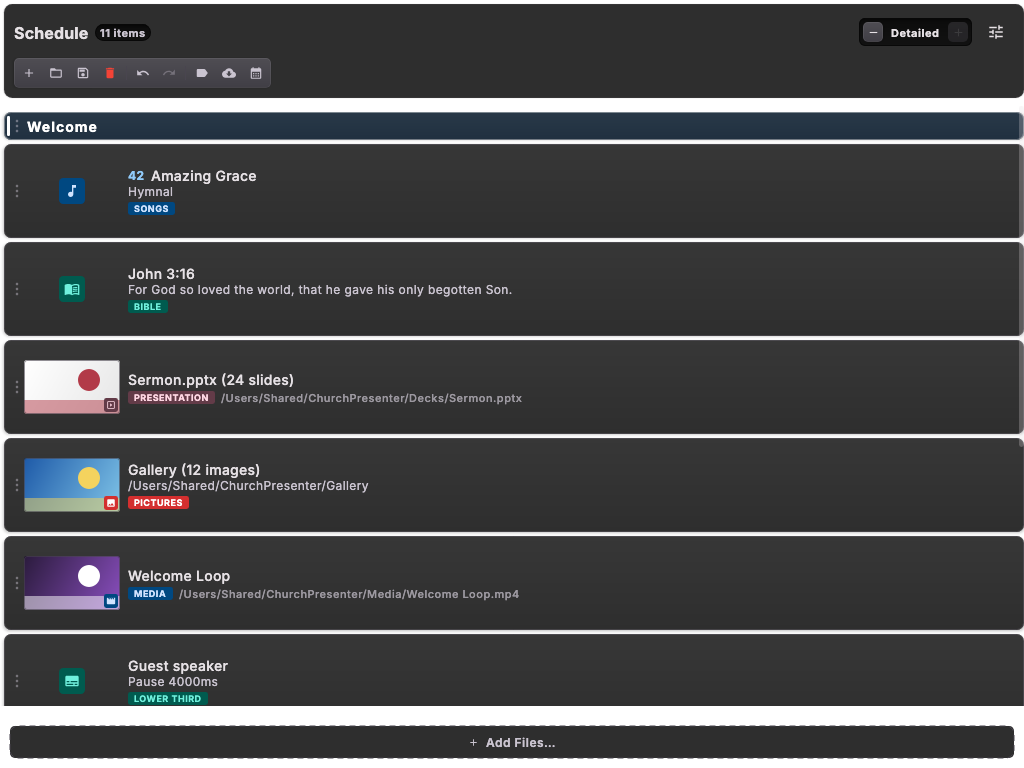 Schedule 11 items
− Detailed +
Welcome
42 Amazing Grace
Hymnal
SONGS
John 3:16
For God so loved the world, that he gave his only begotten Son.
BIBLE
Sermon.pptx (24 slides)
PRESENTATION /Users/Shared/ChurchPresenter/Decks/Sermon.pptx
Gallery (12 images)
/Users/Shared/ChurchPresenter/Gallery
PICTURES
Welcome Loop
MEDIA /Users/Shared/ChurchPresenter/Media/Welcome Loop.mp4
Guest speaker
Pause 4000ms
LOWER THIRD
+ Add Files...